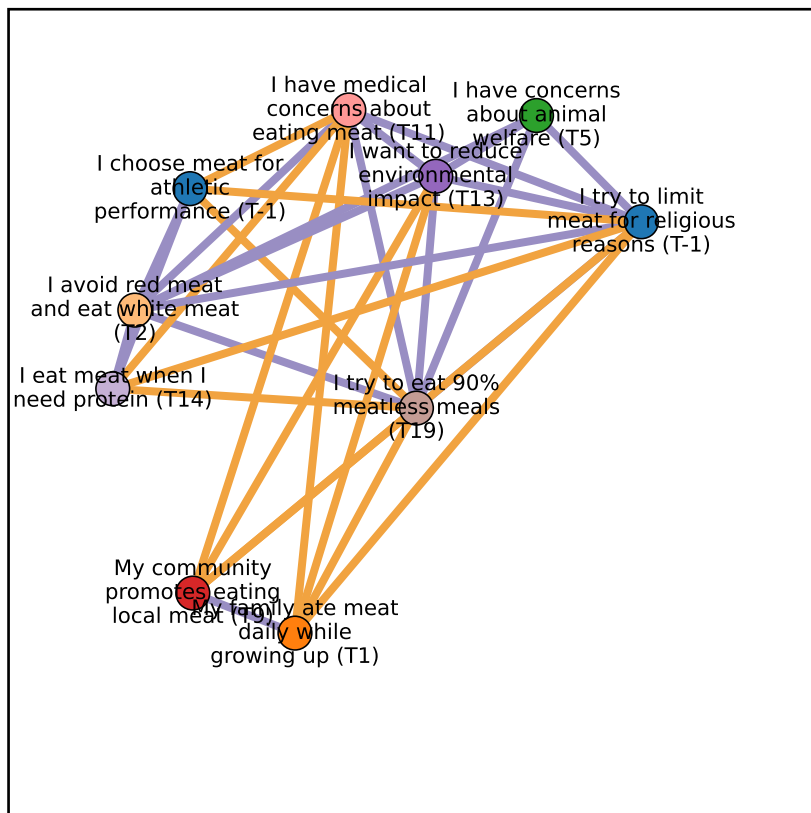 I have medical
concerns about
eating meat (T11)
I have concerns
about animal
welfare (T5)
I want to reduce
environmental
impact (T13)
I choose meat for
athletic
performance (T-1)
I try to limit
meat for religious
reasons (T-1)
I avoid red meat
and eat white meat
(T2)
I eat meat when I
need protein (T14)
I try to eat 90%
meatless meals
(T19)
My community
promotes eating
local meat (T9)
My family ate meat
daily while
growing up (T1)